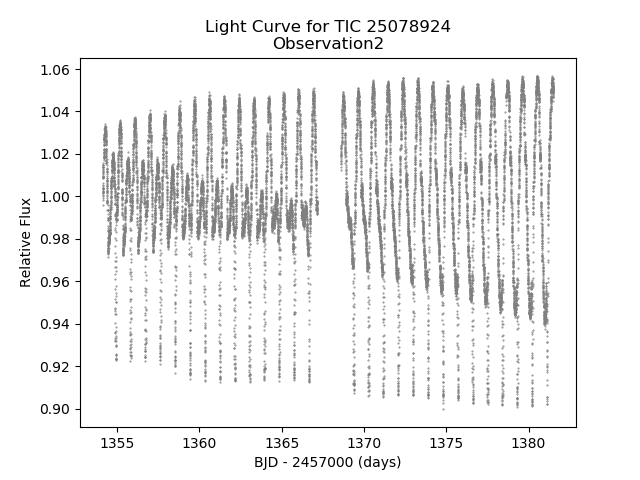 Light Curve for TIC 25078924
Observation2
1.06
1.04
1.02
1.00
0.98
0.96
0.94
0.92
0.90
Relative Flux
1355 1360 1365 1370 1375 1380
BJD - 2457000 (days)